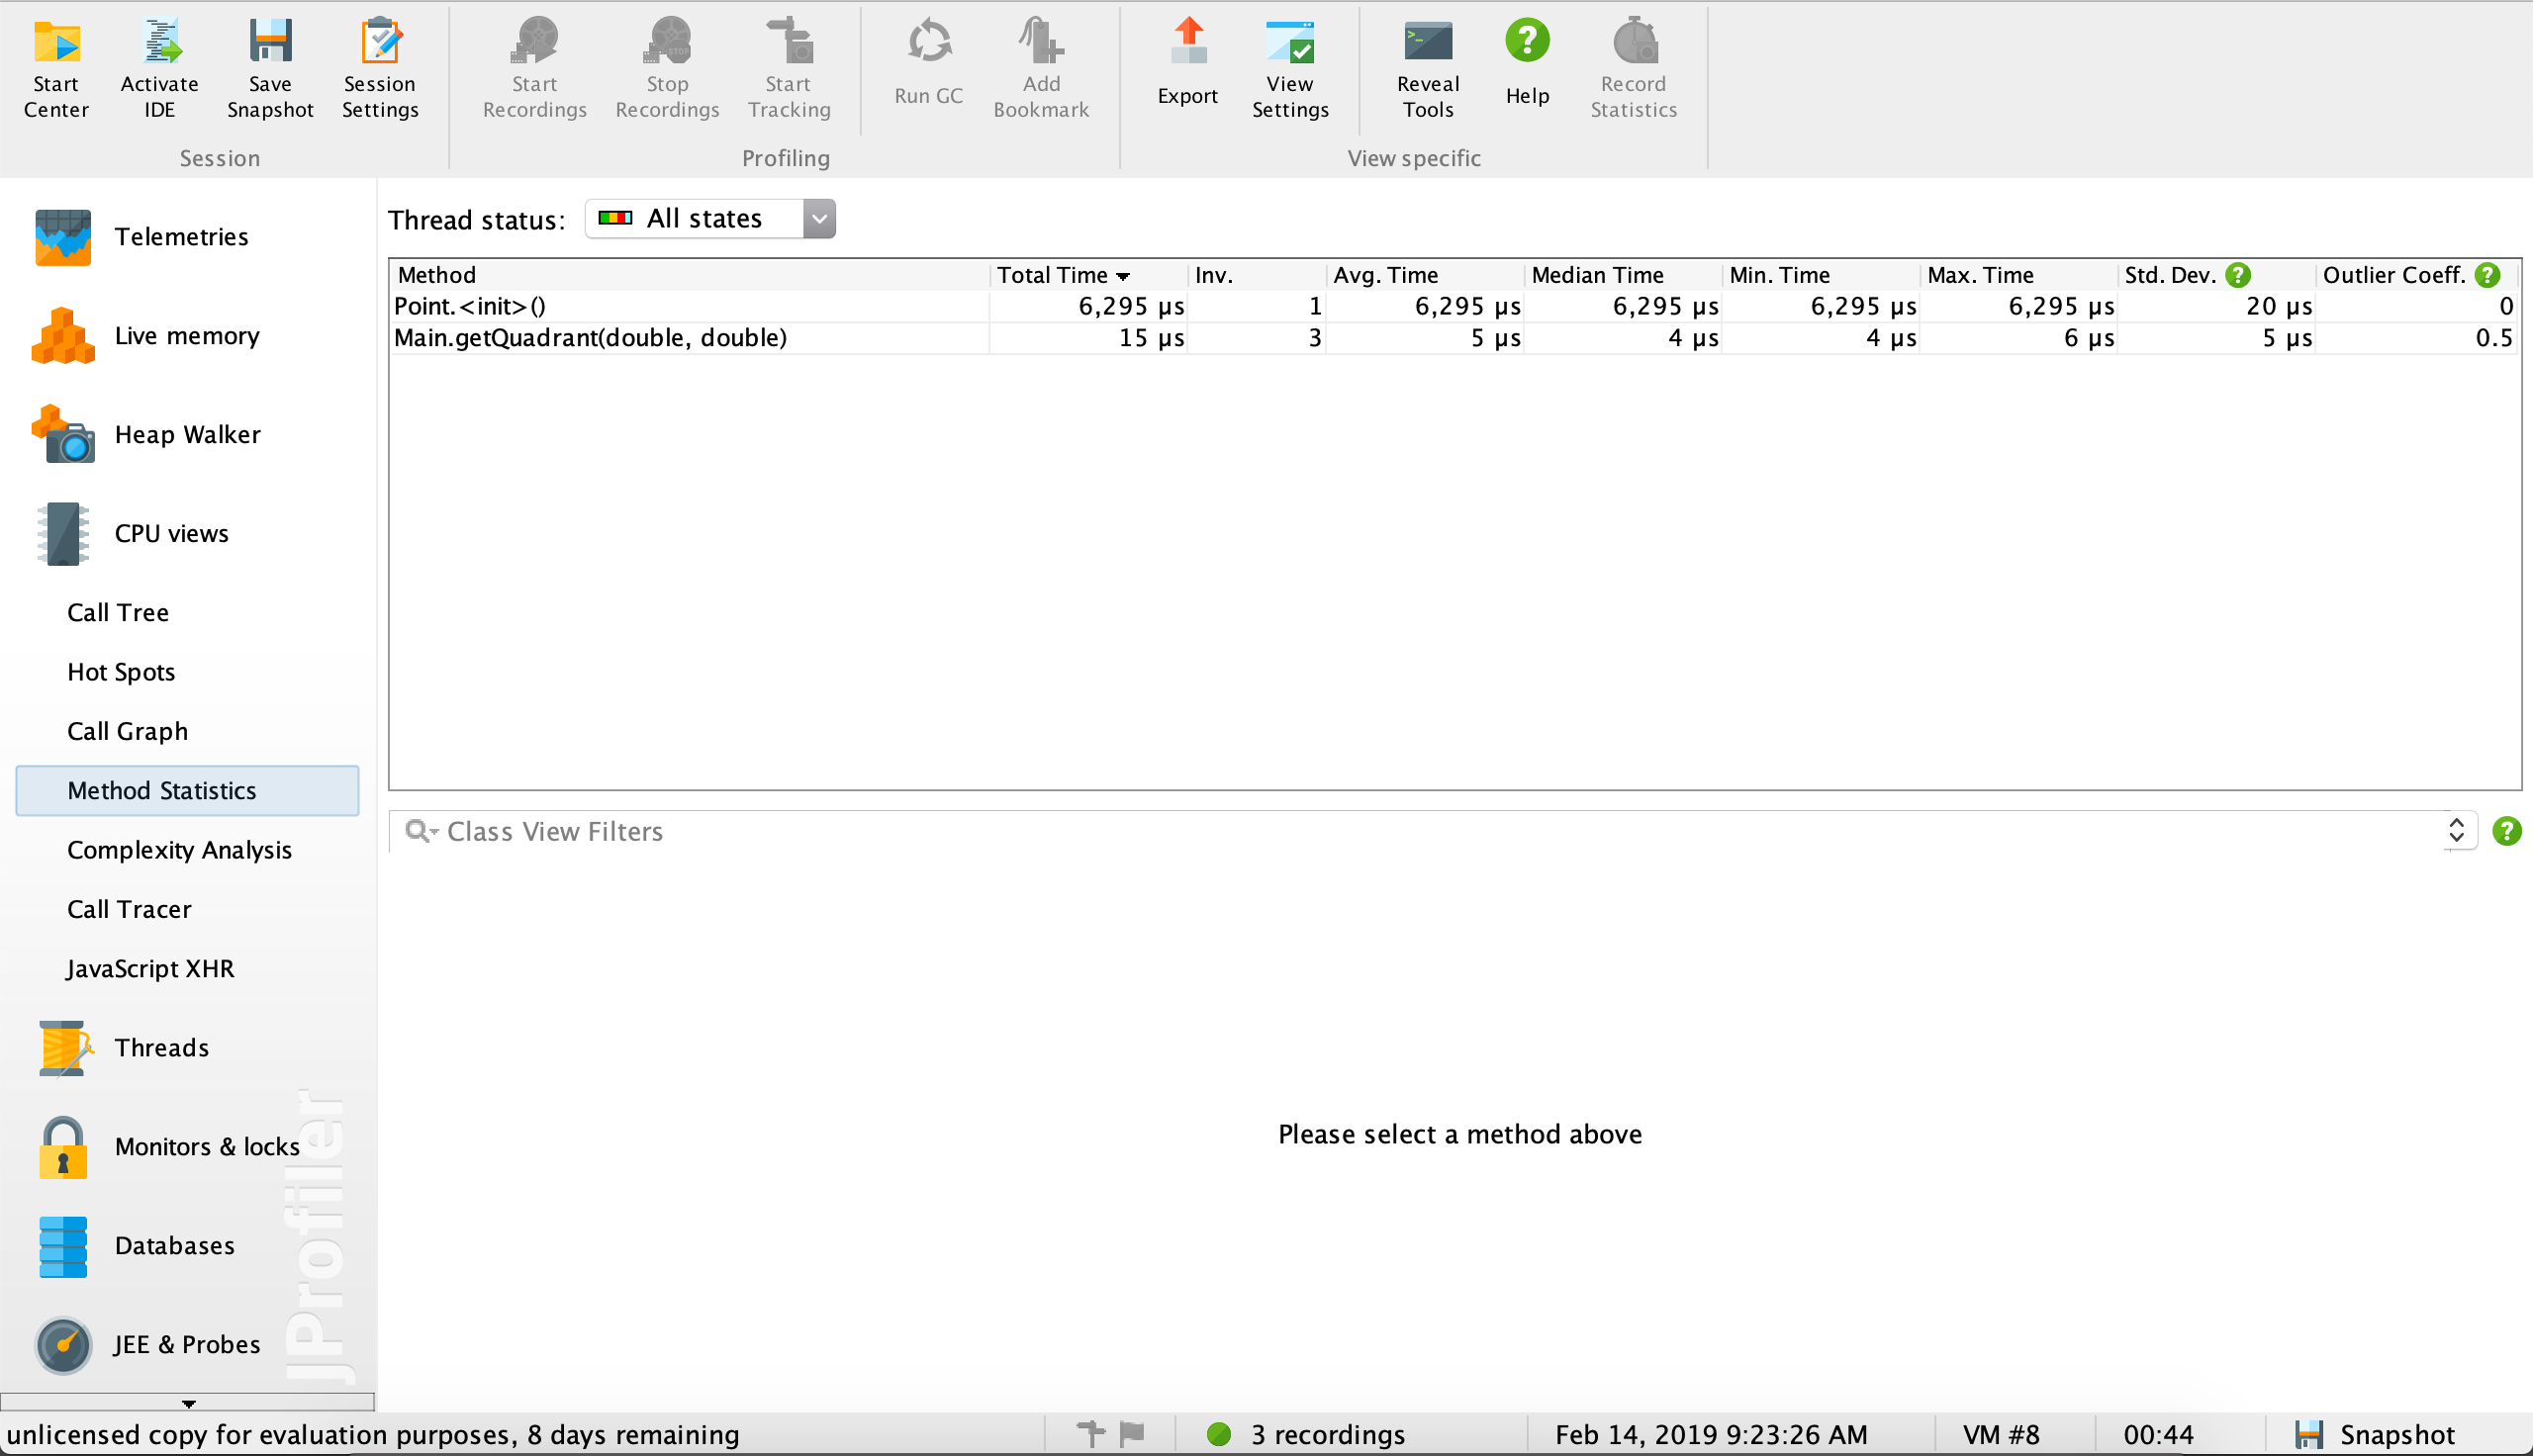 Start Center
Activate IDE
Save Snapshot
Session Settings
Start Recordings
Stop Recordings
Start Tracking
Run GC
Add Bookmark
Export
View Settings
Reveal Tools
Help
Record Statistics
Session
Profiling
View specific
Telemetries
Live memory
Heap Walker
CPU views
Call Tree
Hot Spots
Call Graph
Method Statistics
Complexity Analysis
Call Tracer
JavaScript XHR
Threads
Monitors & locks
Databases
JEE & Probes
JProfiler
Thread status: All states
Method Total Time Inv. Avg. Time Median Time Min. Time Max. Time Std. Dev. ? Outlier Coeff. ?
Point.<init>() 6,295 µs 1 6,295 µs 6,295 µs 6,295 µs 6,295 µs 20 µs 0
Main.getQuadrant(double, double) 15 µs 3 5 µs 4 µs 4 µs 6 µs 5 µs 0.5
Class View Filters ?
Please select a method above
unlicensed copy for evaluation purposes, 8 days remaining 3 recordings Feb 14, 2019 9:23:26 AM VM #8 00:44 Snapshot